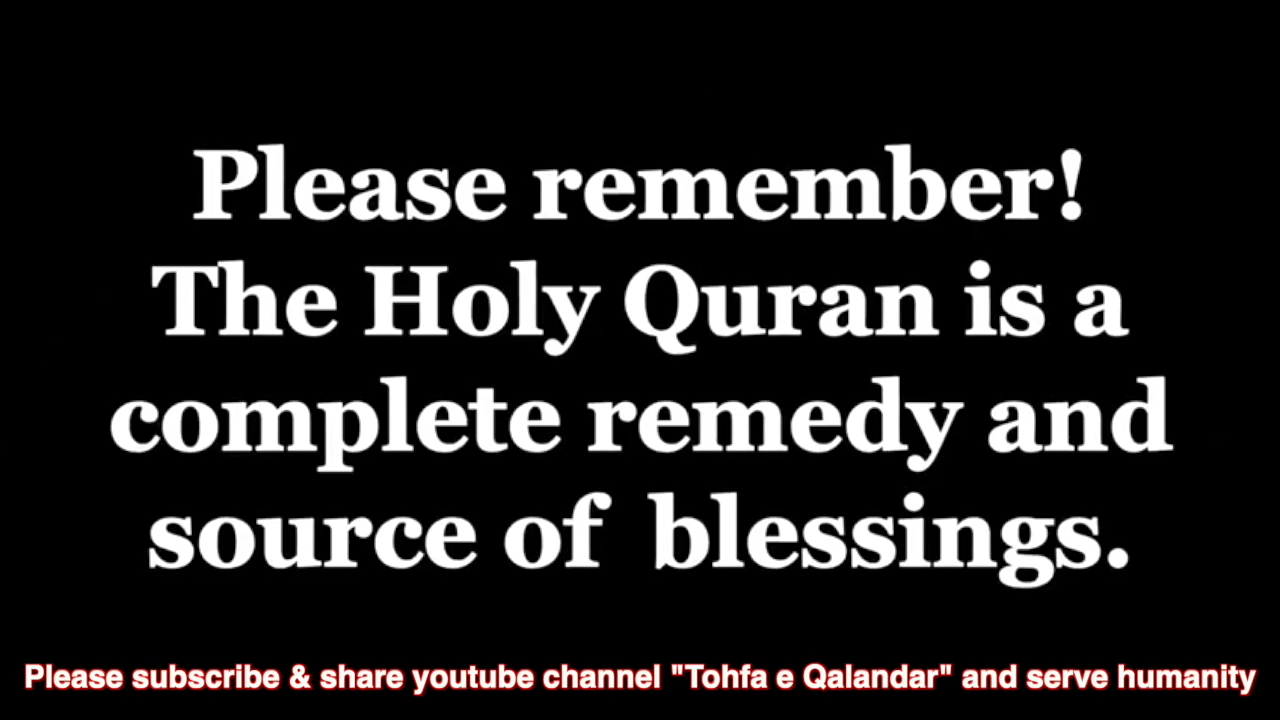 Please remember!
The Holy Quran is a
complete remedy and
source of blessings.
Please subscribe & share youtube channel "Tohfa e Qalandar" and serve humanity